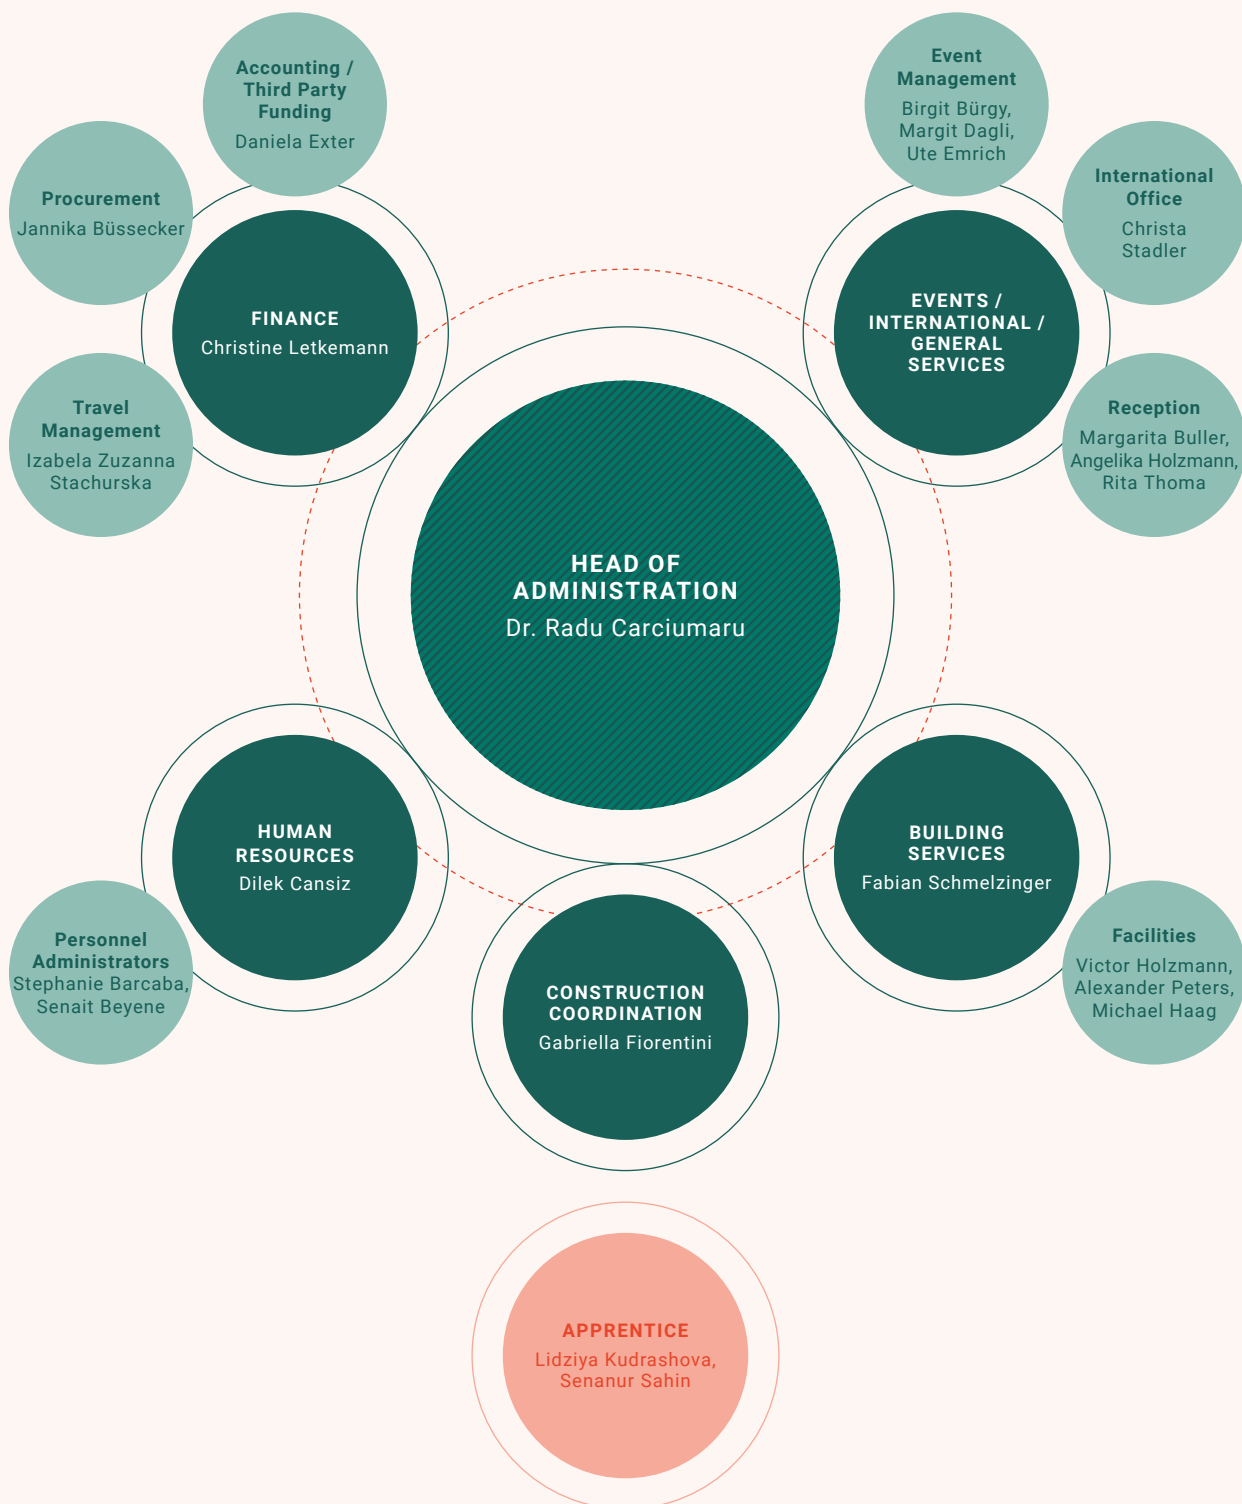 Accounting /
Third Party
Funding
Daniela Exter
Procurement
Jannika Büssecker
FINANCE
Christine Letkemann
Travel
Management
Izabela Zuzanna
Stachurska
Event
Management
Birgit Bürgy,
Margit Dagli,
Ute Emrich
International
Office
Christa
Stadler
EVENTS /
INTERNATIONAL /
GENERAL
SERVICES
Reception
Margarita Buller,
Angelika Holzmann,
Rita Thoma
HEAD OF
ADMINISTRATION
Dr. Radu Carciumaru
HUMAN
RESOURCES
Dilek Cansiz
Personnel
Administrators
Stephanie Barcaba,
Senait Beyene
CONSTRUCTION
COORDINATION
Gabriella Fiorentini
BUILDING
SERVICES
Fabian Schmelzinger
Facilities
Victor Holzmann,
Alexander Peters,
Michael Haag
APPRENTICE
Lidziya Kudrashova,
Senanur Sahin